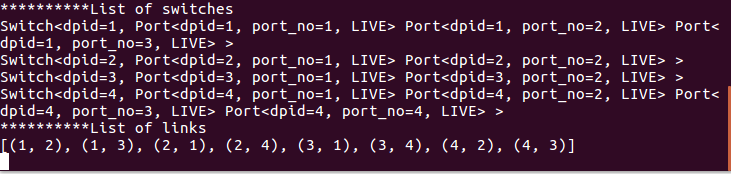 **********List of switches
Switch<dpid=1, Port<dpid=1, port_no=1, LIVE> Port<dpid=1, port_no=2, LIVE> Port<
dpid=1, port_no=3, LIVE> >
Switch<dpid=2, Port<dpid=2, port_no=1, LIVE> Port<dpid=2, port_no=2, LIVE> >
Switch<dpid=3, Port<dpid=3, port_no=1, LIVE> Port<dpid=3, port_no=2, LIVE> >
Switch<dpid=4, Port<dpid=4, port_no=1, LIVE> Port<dpid=4, port_no=2, LIVE> Port<
dpid=4, port_no=3, LIVE> Port<dpid=4, port_no=4, LIVE> >
**********List of links
[(1, 2), (1, 3), (2, 1), (2, 4), (3, 1), (3, 4), (4, 2), (4, 3)]